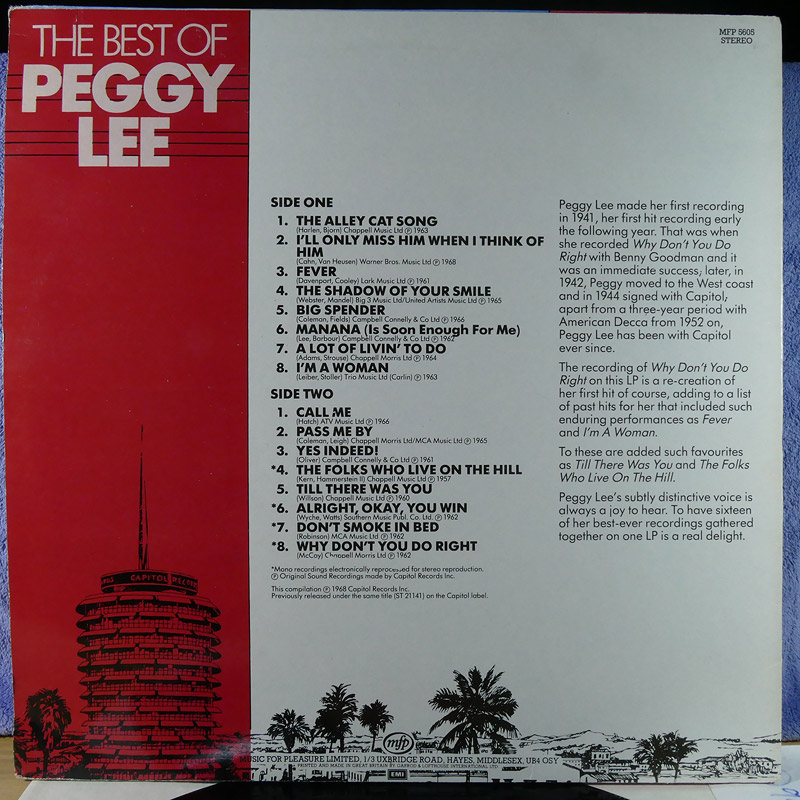 THE BEST OF
PEGGY
LEE
MFP 5605
STEREO
SIDE ONE
1. THE ALLEY CAT SONG
(Harlen, Bjorn) Chappell Music Ltd Ⓟ 1963
2. I'LL ONLY MISS HIM WHEN I THINK OF
HIM
(Cahn, Van Heusen) Warner Bros. Music Ltd Ⓟ 1968
3. FEVER
(Davenport, Cooley) Lark Music Ltd Ⓟ 1961
4. THE SHADOW OF YOUR SMILE
(Webster, Mandel) Big 3 Music Ltd/United Artists Music Ltd Ⓟ 1965
5. BIG SPENDER
(Coleman, Fields) Campbell Connelly & Co Ltd Ⓟ 1966
6. MANANA (Is Soon Enough For Me)
(Lee, Barbour) Campbell Connelly & Co Ltd Ⓟ 1962
7. A LOT OF LIVIN' TO DO
(Adams, Strouse) Chappell Morris Ltd Ⓟ 1964
8. I'M A WOMAN
(Leiber, Stoller) Trio Music Ltd (Carlin) Ⓟ 1963
SIDE TWO
1. CALL ME
(Hatch) ATV Music Ltd Ⓟ 1966
2. PASS ME BY
(Coleman, Leigh) Chappell Morris Ltd/MCA Music Ltd Ⓟ 1965
3. YES INDEED!
(Oliver) Campbell Connelly & Co Ltd Ⓟ 1961
*4. THE FOLKS WHO LIVE ON THE HILL
(Kern, Hammerstein II) Chappell Music Ltd Ⓟ 1957
5. TILL THERE WAS YOU
(Willson) Chappell Music Ltd Ⓟ 1960
*6. ALRIGHT, OKAY, YOU WIN
(Wyche, Watts) Southern Music Publ. Co. Ltd. Ⓟ 1962
*7. DON'T SMOKE IN BED
(Robinson) MCA Music Ltd Ⓟ 1962
*8. WHY DON'T YOU DO RIGHT
(McCoy) Chappell Morris Ltd Ⓟ 1962
*Mono recordings electronically reprocessed for stereo reproduction.
Ⓟ Original Sound Recordings made by Capitol Records Inc.
This compilation Ⓟ 1968 Capitol Records Inc.
Previously released under the same title (ST 21141) on the Capitol label.
Peggy Lee made her first recording
in 1941, her first hit recording early
the following year. That was when
she recorded Why Don't You Do
Right with Benny Goodman and it
was an immediate success; later, in
1942, Peggy moved to the West coast
and in 1944 signed with Capitol,
apart from a three-year period with
American Decca from 1952 on,
Peggy Lee has been with Capitol
ever since.
The recording of Why Don't You Do
Right on this LP is a re-creation of
her first hit of course, adding to a list
of past hits for her that included such
enduring performances as Fever
and I'm A Woman.
To these are added such favourites
as Till There Was You and The Folks
Who Live On The Hill.
Peggy Lee's subtly distinctive voice is
always a joy to hear. To have sixteen
of her best-ever recordings gathered
together on one LP is a real delight.
CAPITOL RECORDS
mfp
MUSIC FOR PLEASURE LIMITED, 1/3 UXBRIDGE ROAD, HAYES, MIDDLESEX, UB4 OSY
PRINTED AND MADE IN GREAT BRITAIN BY GARROD & LOFTHOUSE INTERNATIONAL LTD
EMI